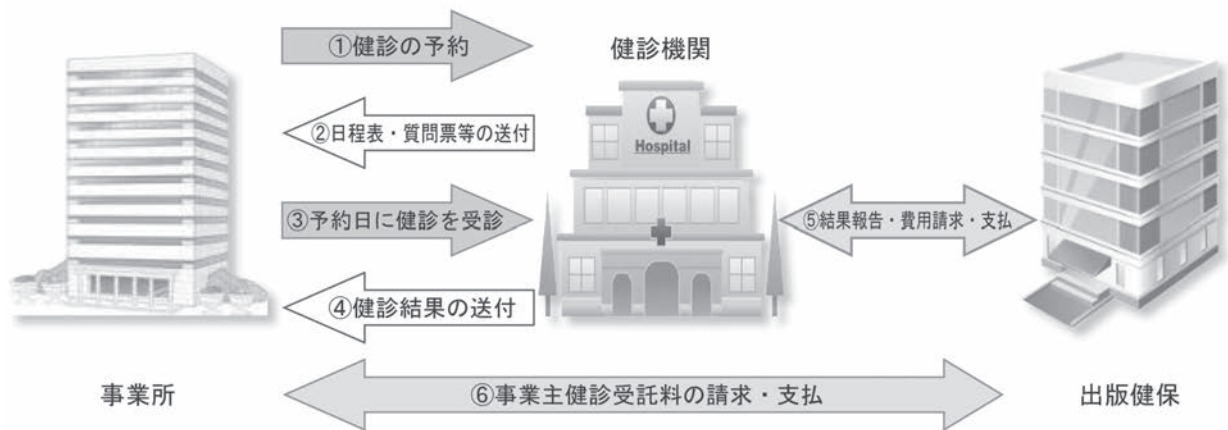 ①健診の予約
健診機関
②日程表・質問票等の送付
Hospital
③予約日に健診を受診
⑤結果報告・費用請求・支払
④健診結果の送付
事業所
⑥事業主健診受託料の請求・支払
出版健保